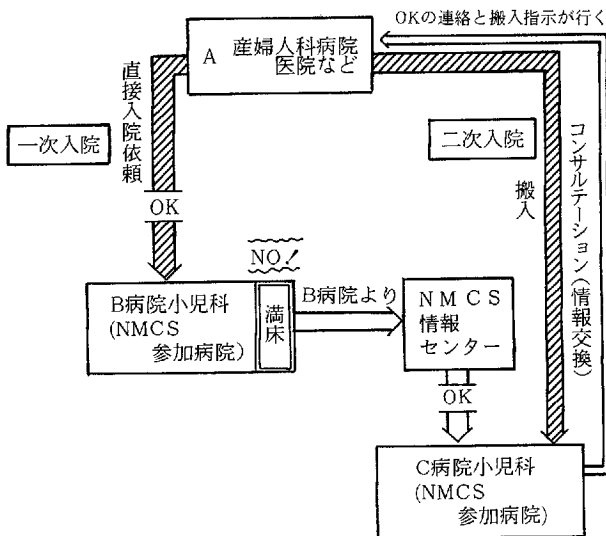 OKの連絡と搬入指示が行く
A 産婦人科病院
医院など
直接入院依頼
一次入院
二次入院
搬入
コンサルテーション(情報交換)
OK
NO!
B病院小児科
(NMCS
参加病院)
満床
B病院より
NMCS
情報
センター
OK
C病院小児科
(NMCS
参加病院)